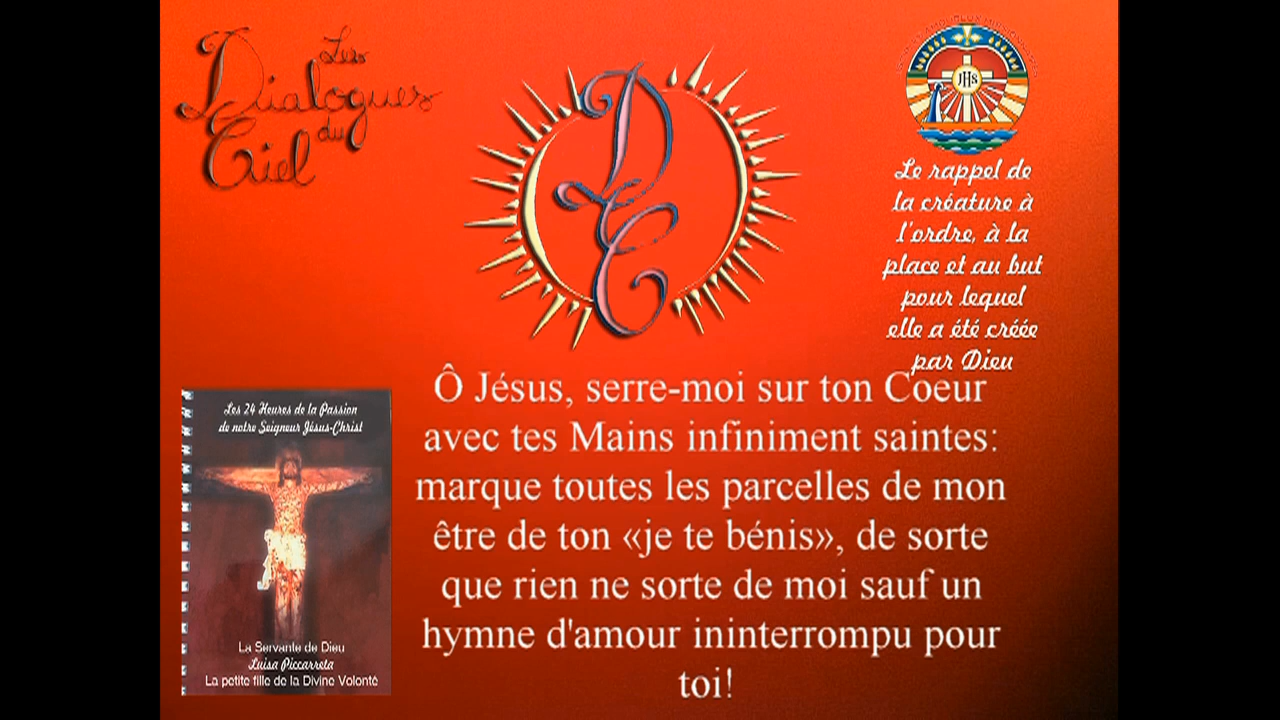 Les
Dialogues
du
Ciel
DC
JHS
Le rappel de
la créature à
l'ordre, à la
place et au but
pour lequel
elle a été créée
par Dieu
Les 24 Heures de la Passion
de notre Seigneur Jésus-Christ
La Servante de Dieu
Luisa Piccarreta
La petite fille de la Divine Volonté
Ô Jésus, serre-moi sur ton Coeur
avec tes Mains infiniment saintes:
marque toutes les parcelles de mon
être de ton «je te bénis», de sorte
que rien ne sorte de moi sauf un
hymne d'amour ininterrompu pour
toi!